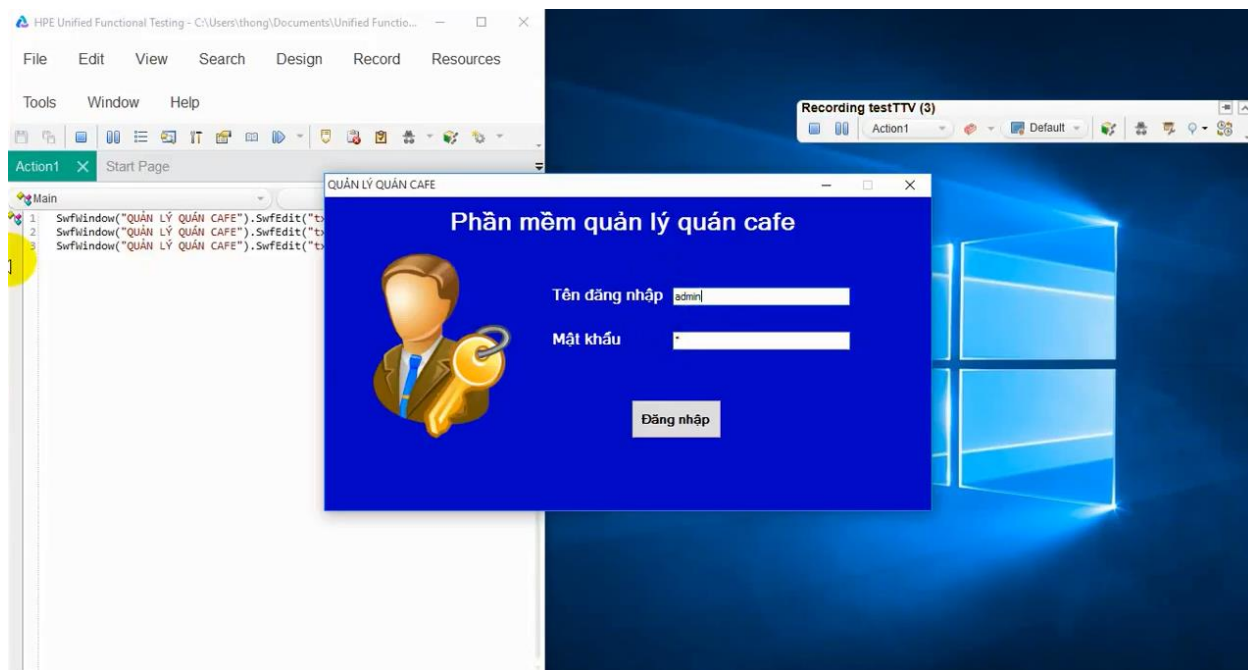 HPE Unified Functional Testing - C:\Users\thong\Documents\Unified Functio...
File Edit View Search Design Record Resources
Tools Window Help
Action1 Start Page
Main
1 SwfWindow("QUẢN LÝ QUÁN CAFE").SwfEdit("tx
2 SwfWindow("QUẢN LÝ QUÁN CAFE").SwfEdit("tx
3 SwfWindow("QUẢN LÝ QUÁN CAFE").SwfEdit("tx
Recording testTTV (3)
Action1 Default
QUẢN LÝ QUÁN CAFE
Phần mềm quản lý quán cafe
Tên đăng nhập admin
Mật khẩu *
Đăng nhập